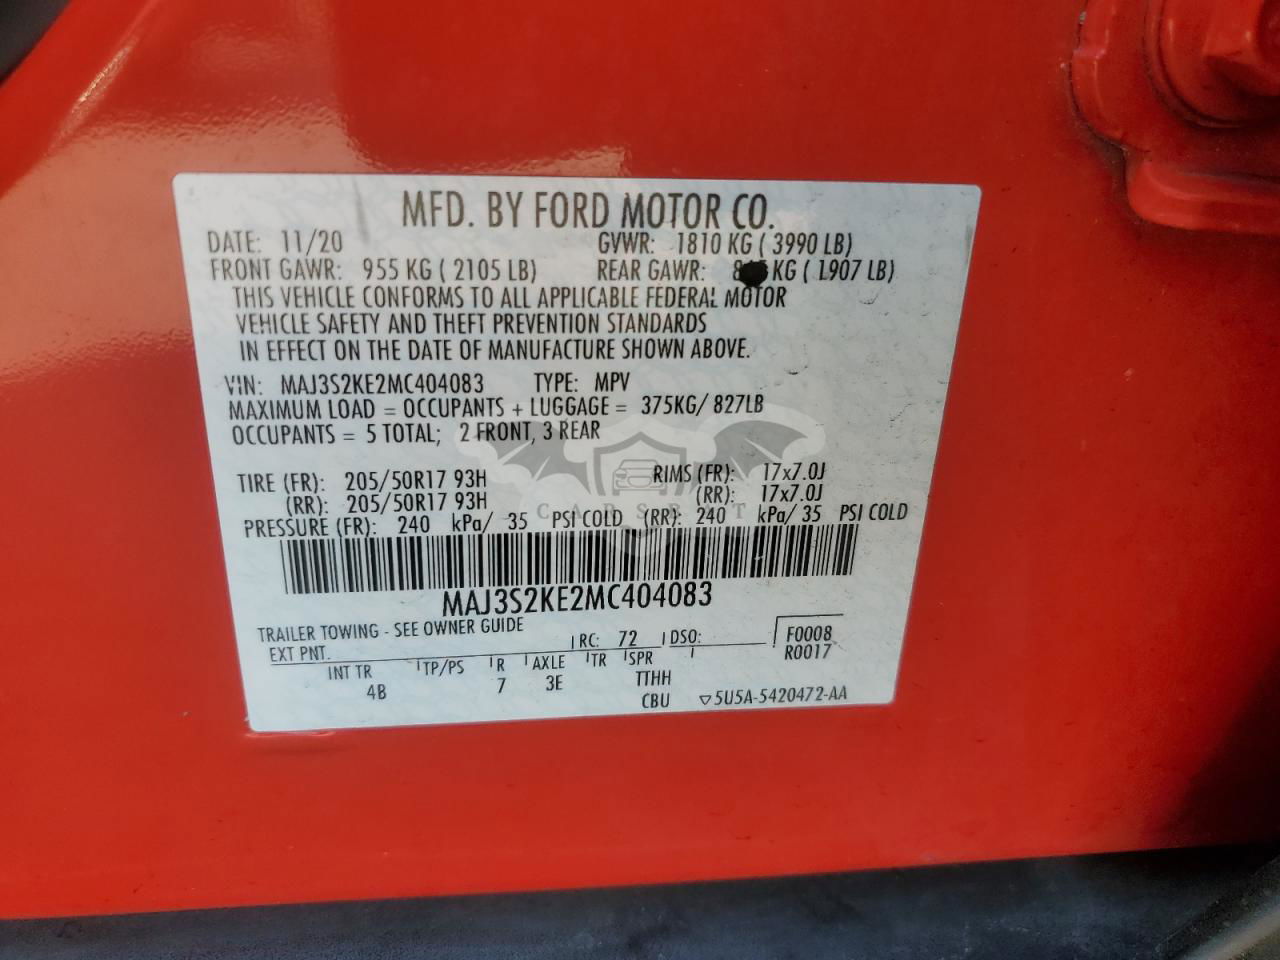 MFD. BY FORD MOTOR CO.
DATE: 11/20 GVWR: 1810 KG ( 3990 LB)
FRONT GAWR: 955 KG ( 2105 LB) REAR GAWR: KG ( 1907 LB)
THIS VEHICLE CONFORMS TO ALL APPLICABLE FEDERAL MOTOR
VEHICLE SAFETY AND THEFT PREVENTION STANDARDS
IN EFFECT ON THE DATE OF MANUFACTURE SHOWN ABOVE.
VIN: MAJ3S2KE2MC404083 TYPE: MPV
MAXIMUM LOAD = OCCUPANTS + LUGGAGE = 375KG/ 827LB
OCCUPANTS = 5 TOTAL; 2 FRONT, 3 REAR
TIRE (FR): 205/50R17 93H RIMS (FR): 17x7.0J
(RR): 205/50R17 93H (RR): 17x7.0J
PRESSURE (FR): 240 kPa/ 35 PSI COLD (RR): 240 kPa/ 35 PSI COLD
MAJ3S2KE2MC404083
TRAILER TOWING - SEE OWNER GUIDE
EXT PNT. RC: 72 DSO: F0008
R0017
INT TR TP/PS R AXLE TR SPR
4B 7 3E TTHH
CBU ▽5U5A-5420472-AA